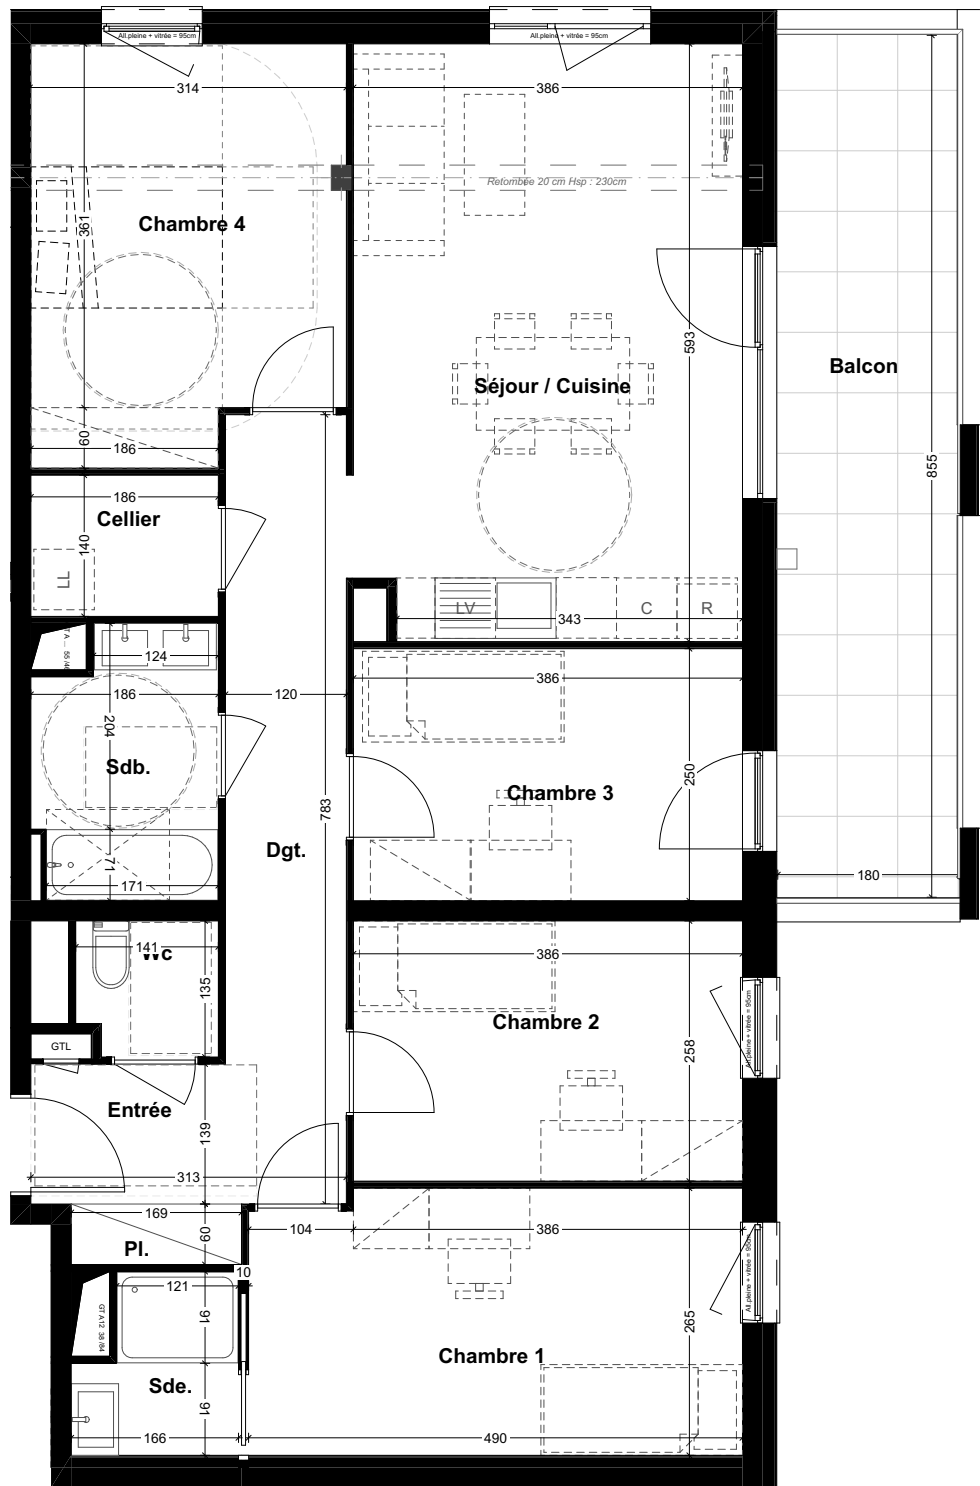 All.pleine + vitrée = 95cm
All.pleine + vitrée = 95cm
314
386
Retombée 20 cm Hsp : 230cm
361
Chambre 4
593
Balcon
Séjour / Cuisine
60
186
855
186
Cellier
140
LL
LV
C
R
343
124
186
120
386
204
Sdb.
250
Chambre 3
783
Dgt.
71
171
180
141
Wc
386
135
All.pleine + vitrée = 95cm
Chambre 2
258
GTL
Entrée
139
313
169
60
104
386
Pl.
10
All.pleine + vitrée = 95cm
121
91
GT A12 38 /84
265
Chambre 1
Sde.
91
166
490